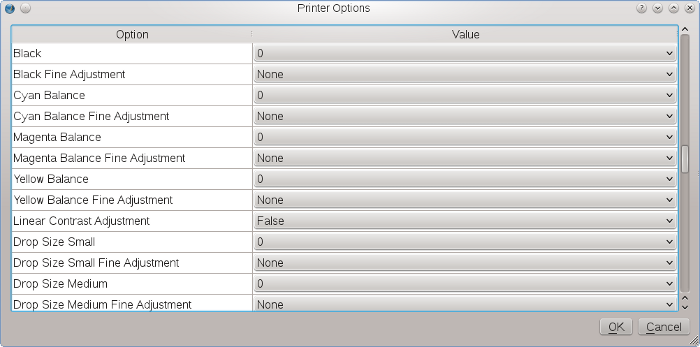 Printer Options
Option Value
Black 0
Black Fine Adjustment None
Cyan Balance 0
Cyan Balance Fine Adjustment None
Magenta Balance 0
Magenta Balance Fine Adjustment None
Yellow Balance 0
Yellow Balance Fine Adjustment None
Linear Contrast Adjustment False
Drop Size Small 0
Drop Size Small Fine Adjustment None
Drop Size Medium 0
Drop Size Medium Fine Adjustment None
OK Cancel